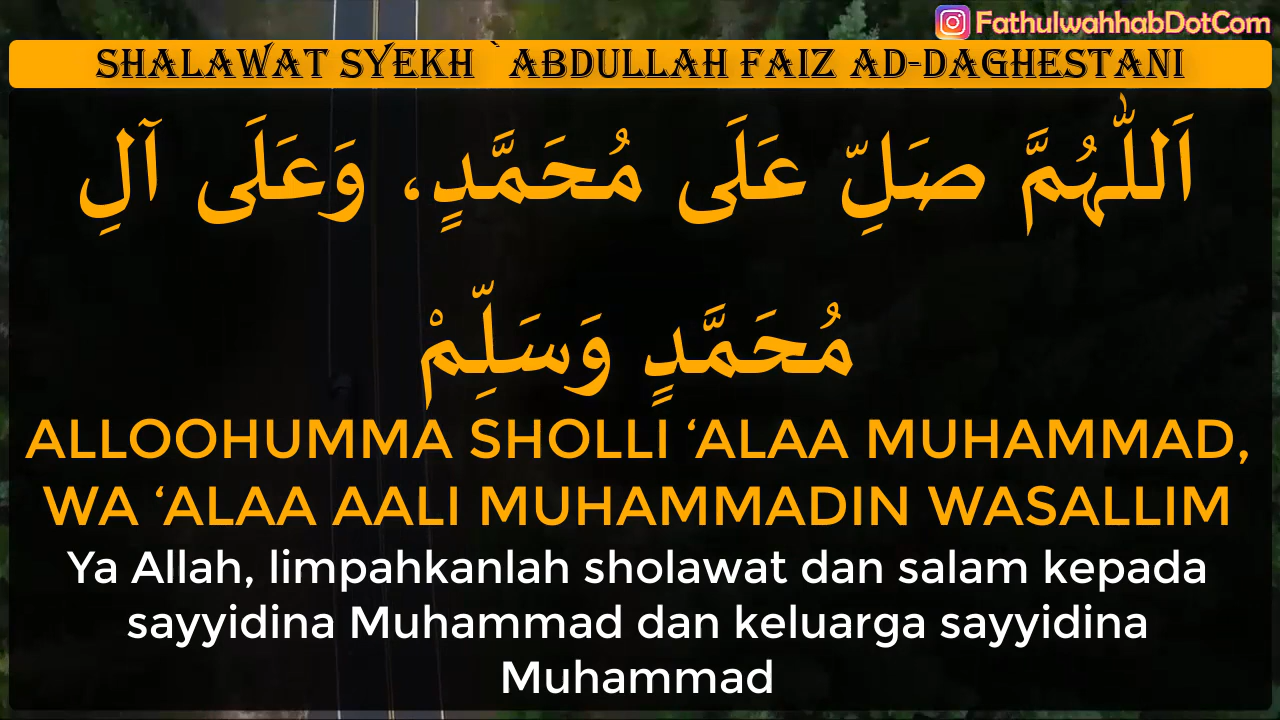 FathulwahhabDotCom
SHALAWAT SYEKH `ABDULLAH FAIZ AD-DAGHESTANI
اَللّٰهُمَّ صَلِّ عَلَى مُحَمَّدٍ، وَعَلَى آلِ
مُحَمَّدٍ وَسَلِّمْ
ALLOOHUMMA SHOLLI ‘ALAA MUHAMMAD,
WA ‘ALAA AALI MUHAMMADIN WASALLIM
Ya Allah, limpahkanlah sholawat dan salam kepada
sayyidina Muhammad dan keluarga sayyidina
Muhammad